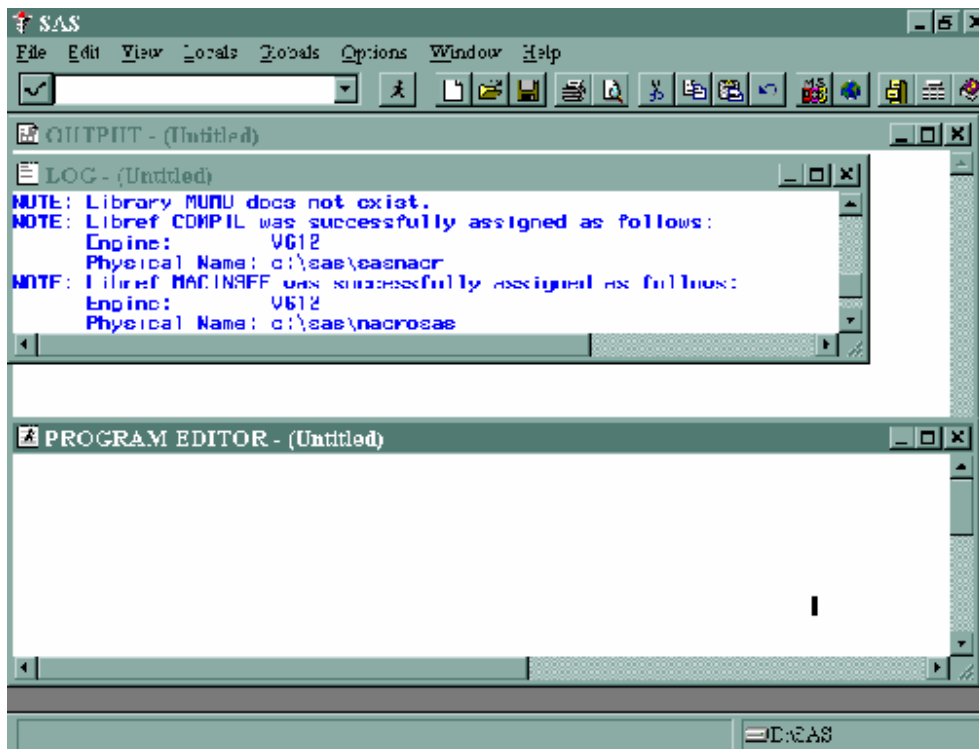 SAS
File Edit View Locals Globals Options Window Help
OUTPUT - (Untitled)
LOG - (Untitled)
NOTE: Library MUMU does not exist.
NOTE: Libref COMPIL was successfully assigned as follows:
Engine: V612
Physical Name: c:\sas\sasmacr
NOTE: Libref MACINSEE was successfully assigned as follows:
Engine: V612
Physical Name: c:\sas\macrosas
PROGRAM EDITOR - (Untitled)
D:\SAS